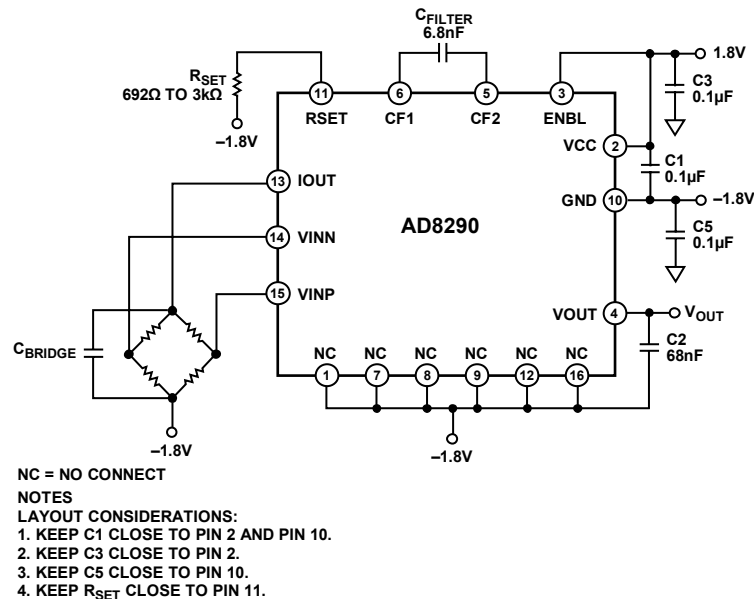 CFILTER
6.8nF
RSET
692Ω TO 3kΩ
–1.8V
11
RSET
6
CF1
5
CF2
3
ENBL
1.8V
C3
0.1µF
VCC
2
C1
0.1µF
GND
10
–1.8V
C5
0.1µF
13
IOUT
14
VINN
15
VINP
AD8290
VOUT
4
VOUT
C2
68nF
CBRIDGE
–1.8V
NC
NC
NC
NC
NC
NC
1
7
8
9
12
16
–1.8V
NC = NO CONNECT
NOTES
LAYOUT CONSIDERATIONS:
1. KEEP C1 CLOSE TO PIN 2 AND PIN 10.
2. KEEP C3 CLOSE TO PIN 2.
3. KEEP C5 CLOSE TO PIN 10.
4. KEEP RSET CLOSE TO PIN 11.